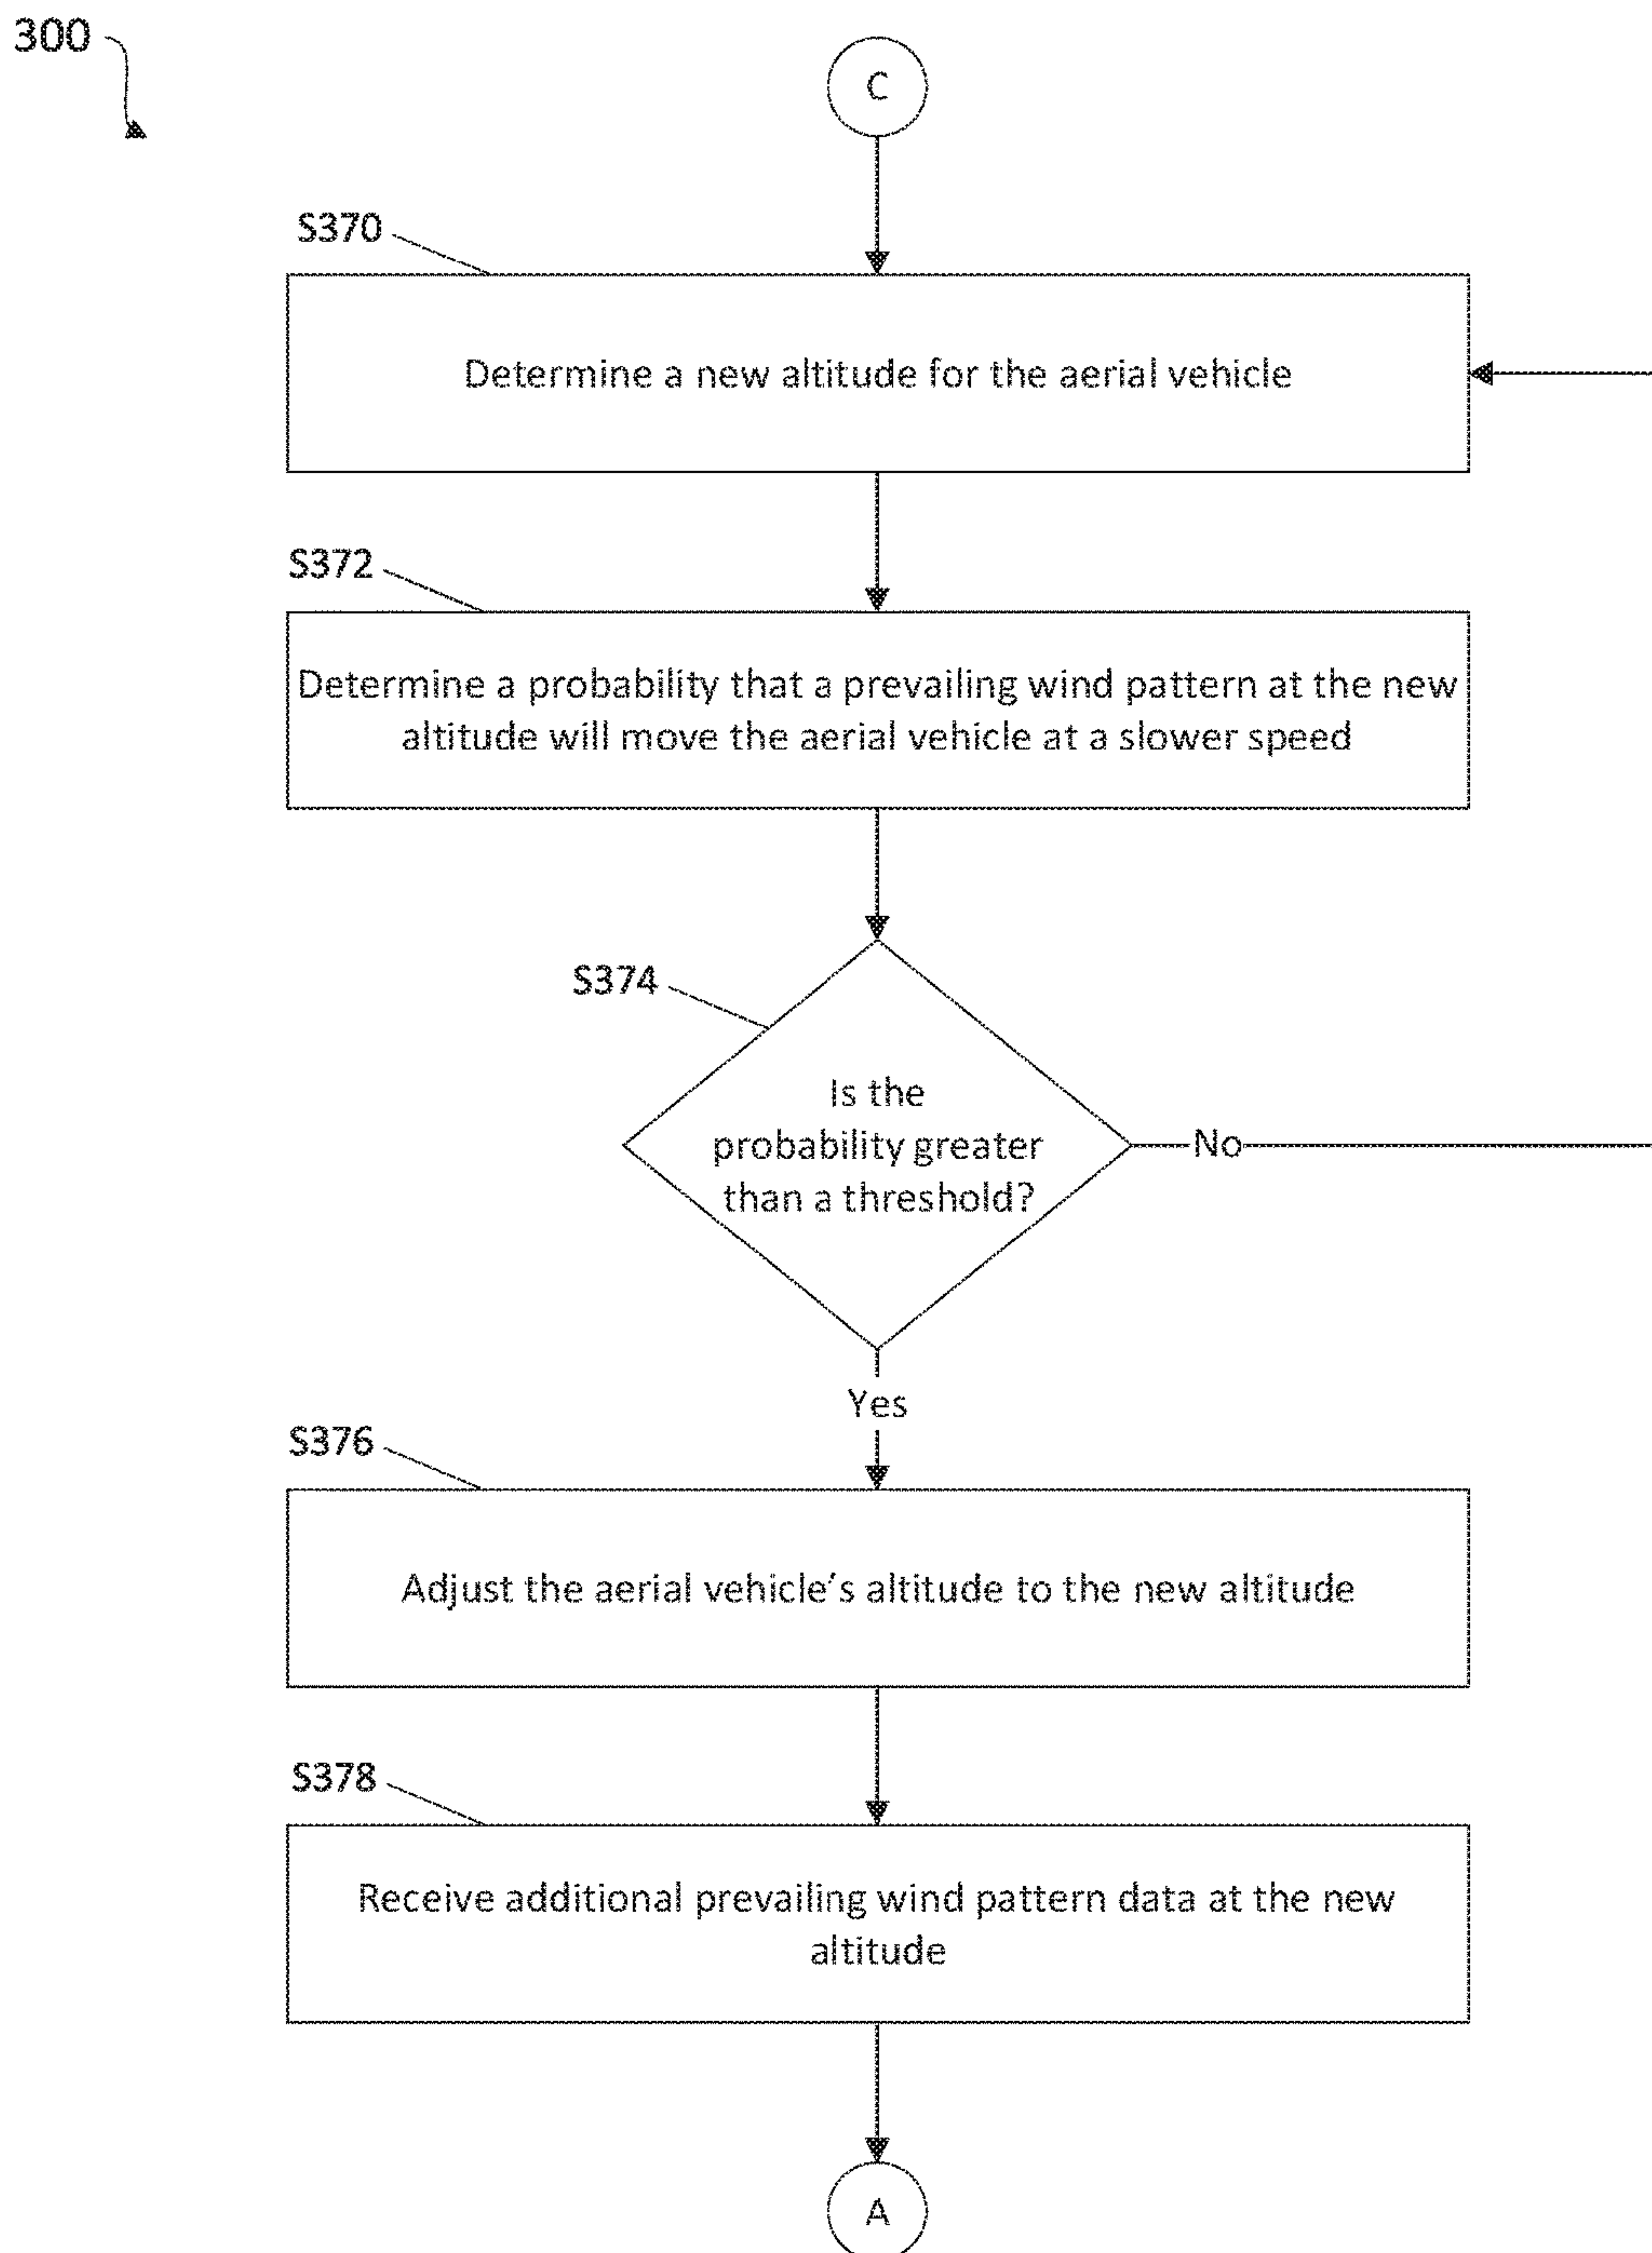 300
C
S370
Determine a new altitude for the aerial vehicle
S372
Determine a probability that a prevailing wind pattern at the new
altitude will move the aerial vehicle at a slower speed
S374
Is the
probability greater
than a threshold?
No
Yes
S376
Adjust the aerial vehicle's altitude to the new altitude
S378
Receive additional prevailing wind pattern data at the new
altitude
A